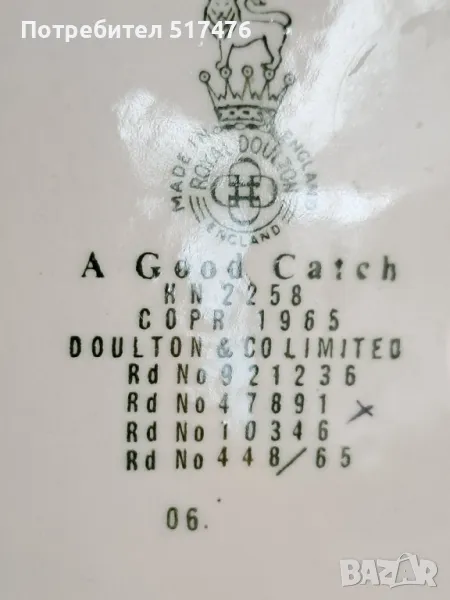 Потребител 517476
MADE IN ENGLAND
ROYAL DOULTON
ENGLAND
A Good Catch
HN 2258
COPR 1965
DOULTON & CO LIMITED
Rd No 921236
Rd No 47891
Rd No 10346
Rd No 448/65
06.
BAZAR